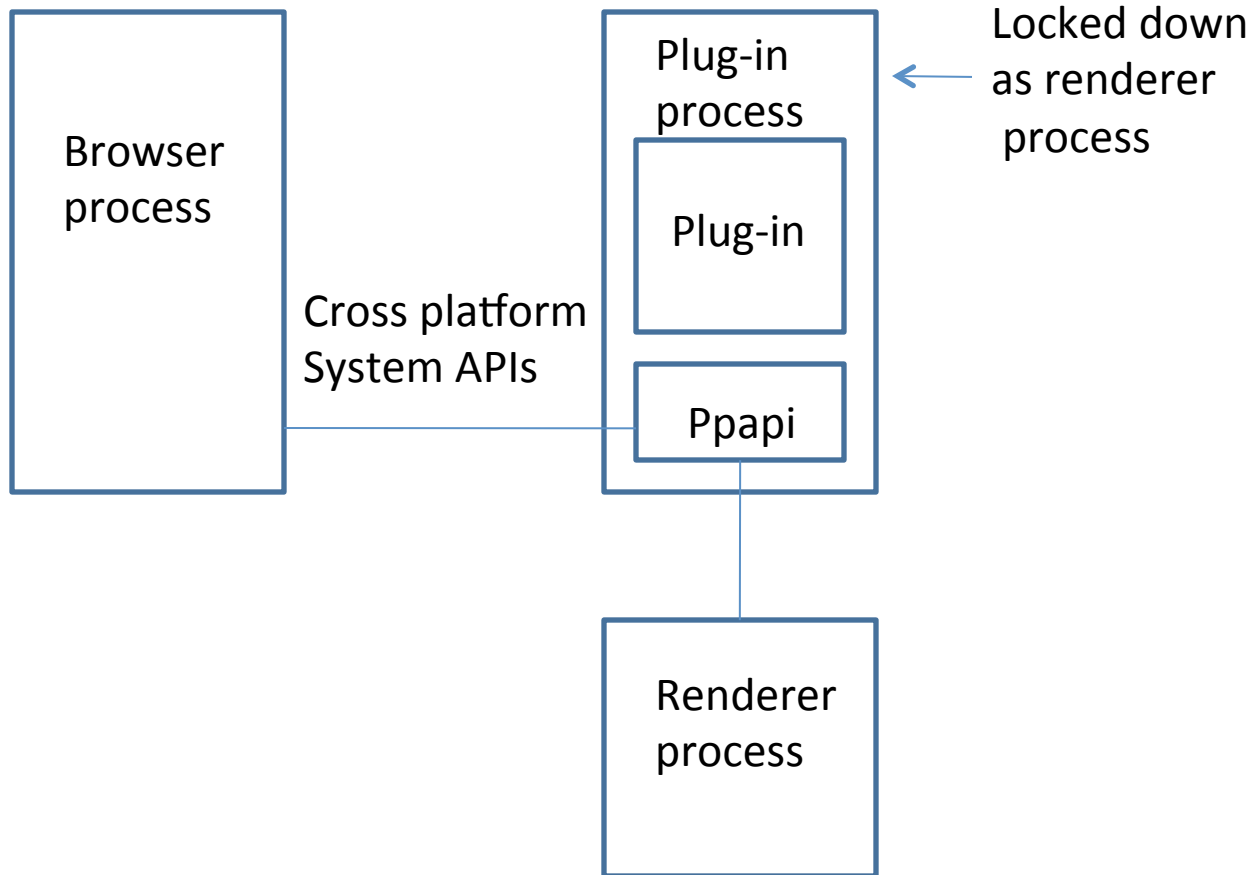 Browser
process
Cross platform
System APIs
Plug-in
process
Plug-in
Ppapi
Locked down
as renderer
process
Renderer
process